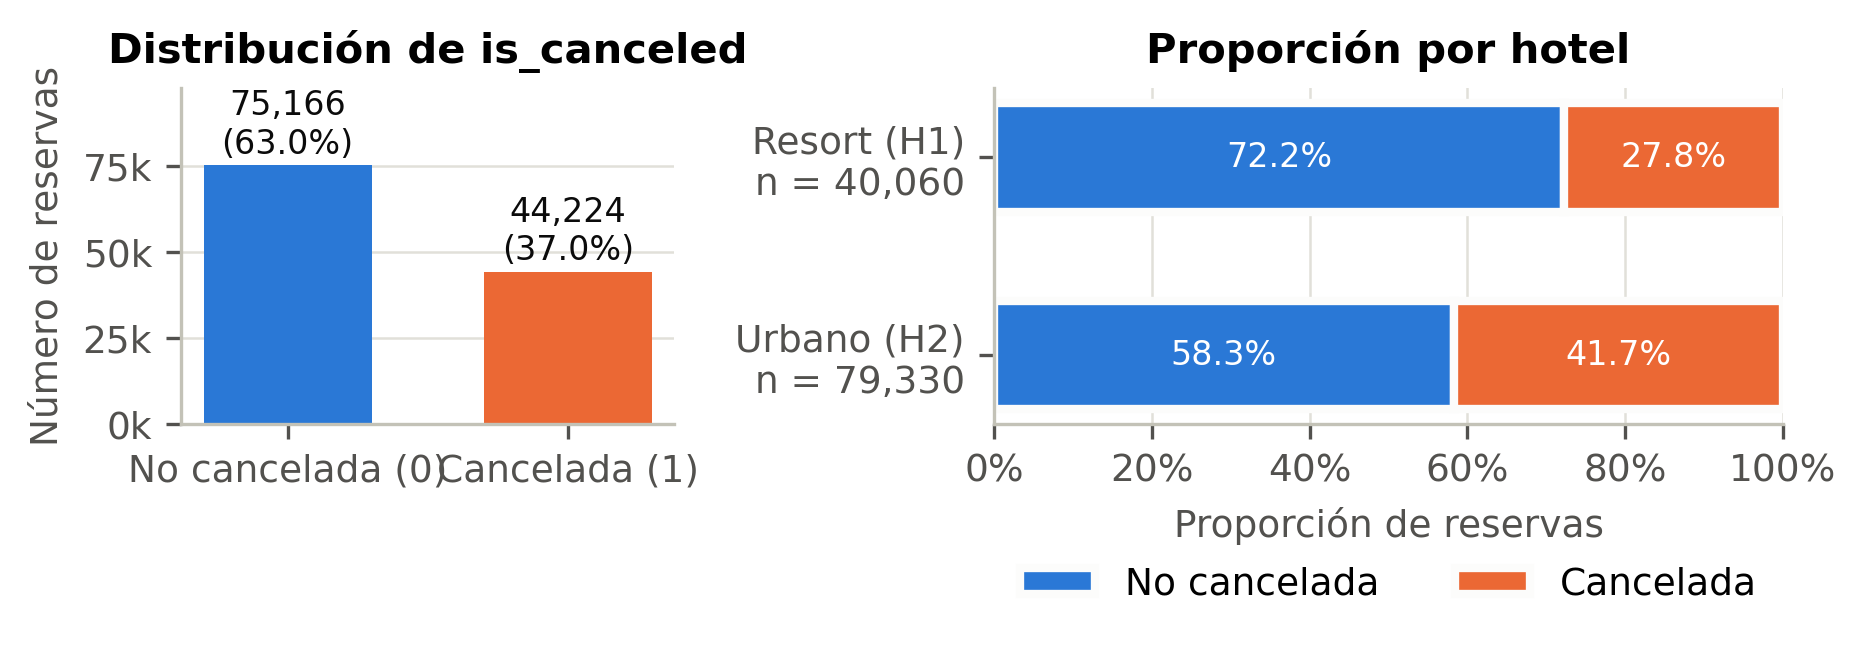 Distribución de is_canceled
Número de reservas
75k
50k
25k
0k
75,166
(63.0%)
44,224
(37.0%)
No cancelada (0)
Cancelada (1)
Proporción por hotel
Resort (H1)
n = 40,060
72.2%
27.8%
Urbano (H2)
n = 79,330
58.3%
41.7%
0%
20%
40%
60%
80%
100%
Proporción de reservas
No cancelada
Cancelada